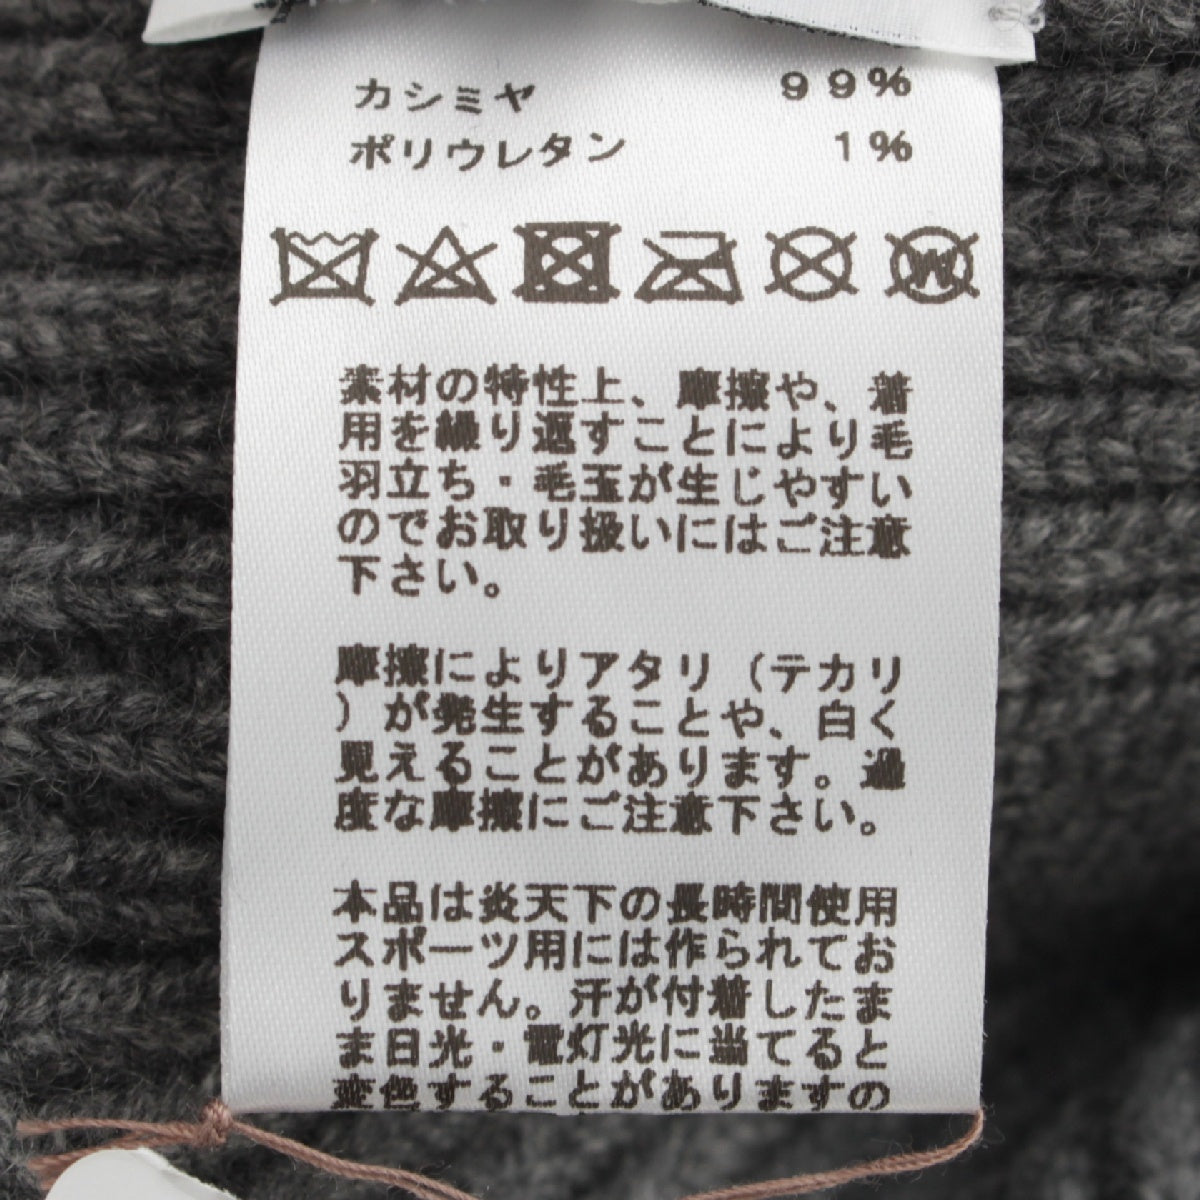 カシミヤ 99%
ポリウレタン 1%
W
素材の特性上、摩擦や、着
用を繰り返すことにより毛
羽立ち・毛玉が生じやすい
のでお取り扱いにはご注意
下さい。
摩擦によりアタリ（テカリ
）が発生することや、白く
見えることがあります。過
度な摩擦にご注意下さい。
本品は炎天下の長時間使用
スポーツ用には作られてお
りません。汗が付着したま
ま日光・電灯光に当てると
変色することがありますの